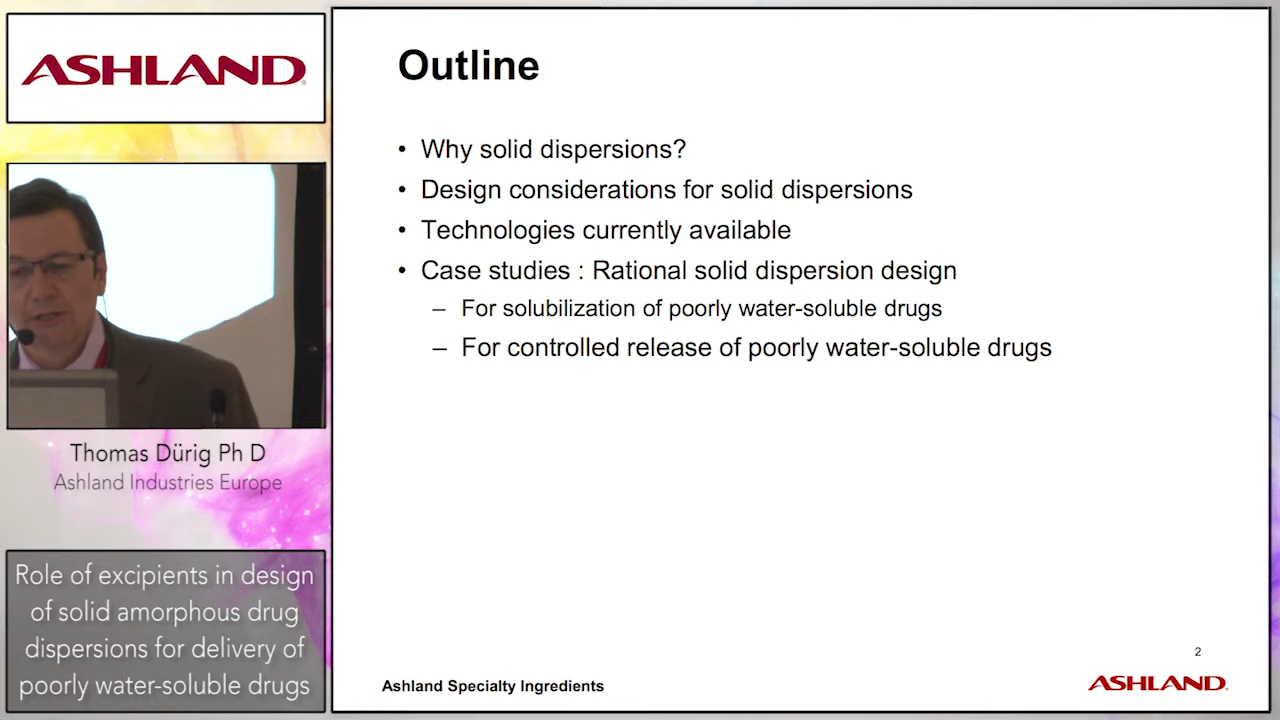 ASHLAND®
Thomas Dürig Ph D
Ashland Industries Europe
Role of excipients in design
of solid amorphous drug
dispersions for delivery of
poorly water-soluble drugs
Outline
• Why solid dispersions?
• Design considerations for solid dispersions
• Technologies currently available
• Case studies : Rational solid dispersion design
– For solubilization of poorly water-soluble drugs
– For controlled release of poorly water-soluble drugs
2
Ashland Specialty Ingredients
ASHLAND®